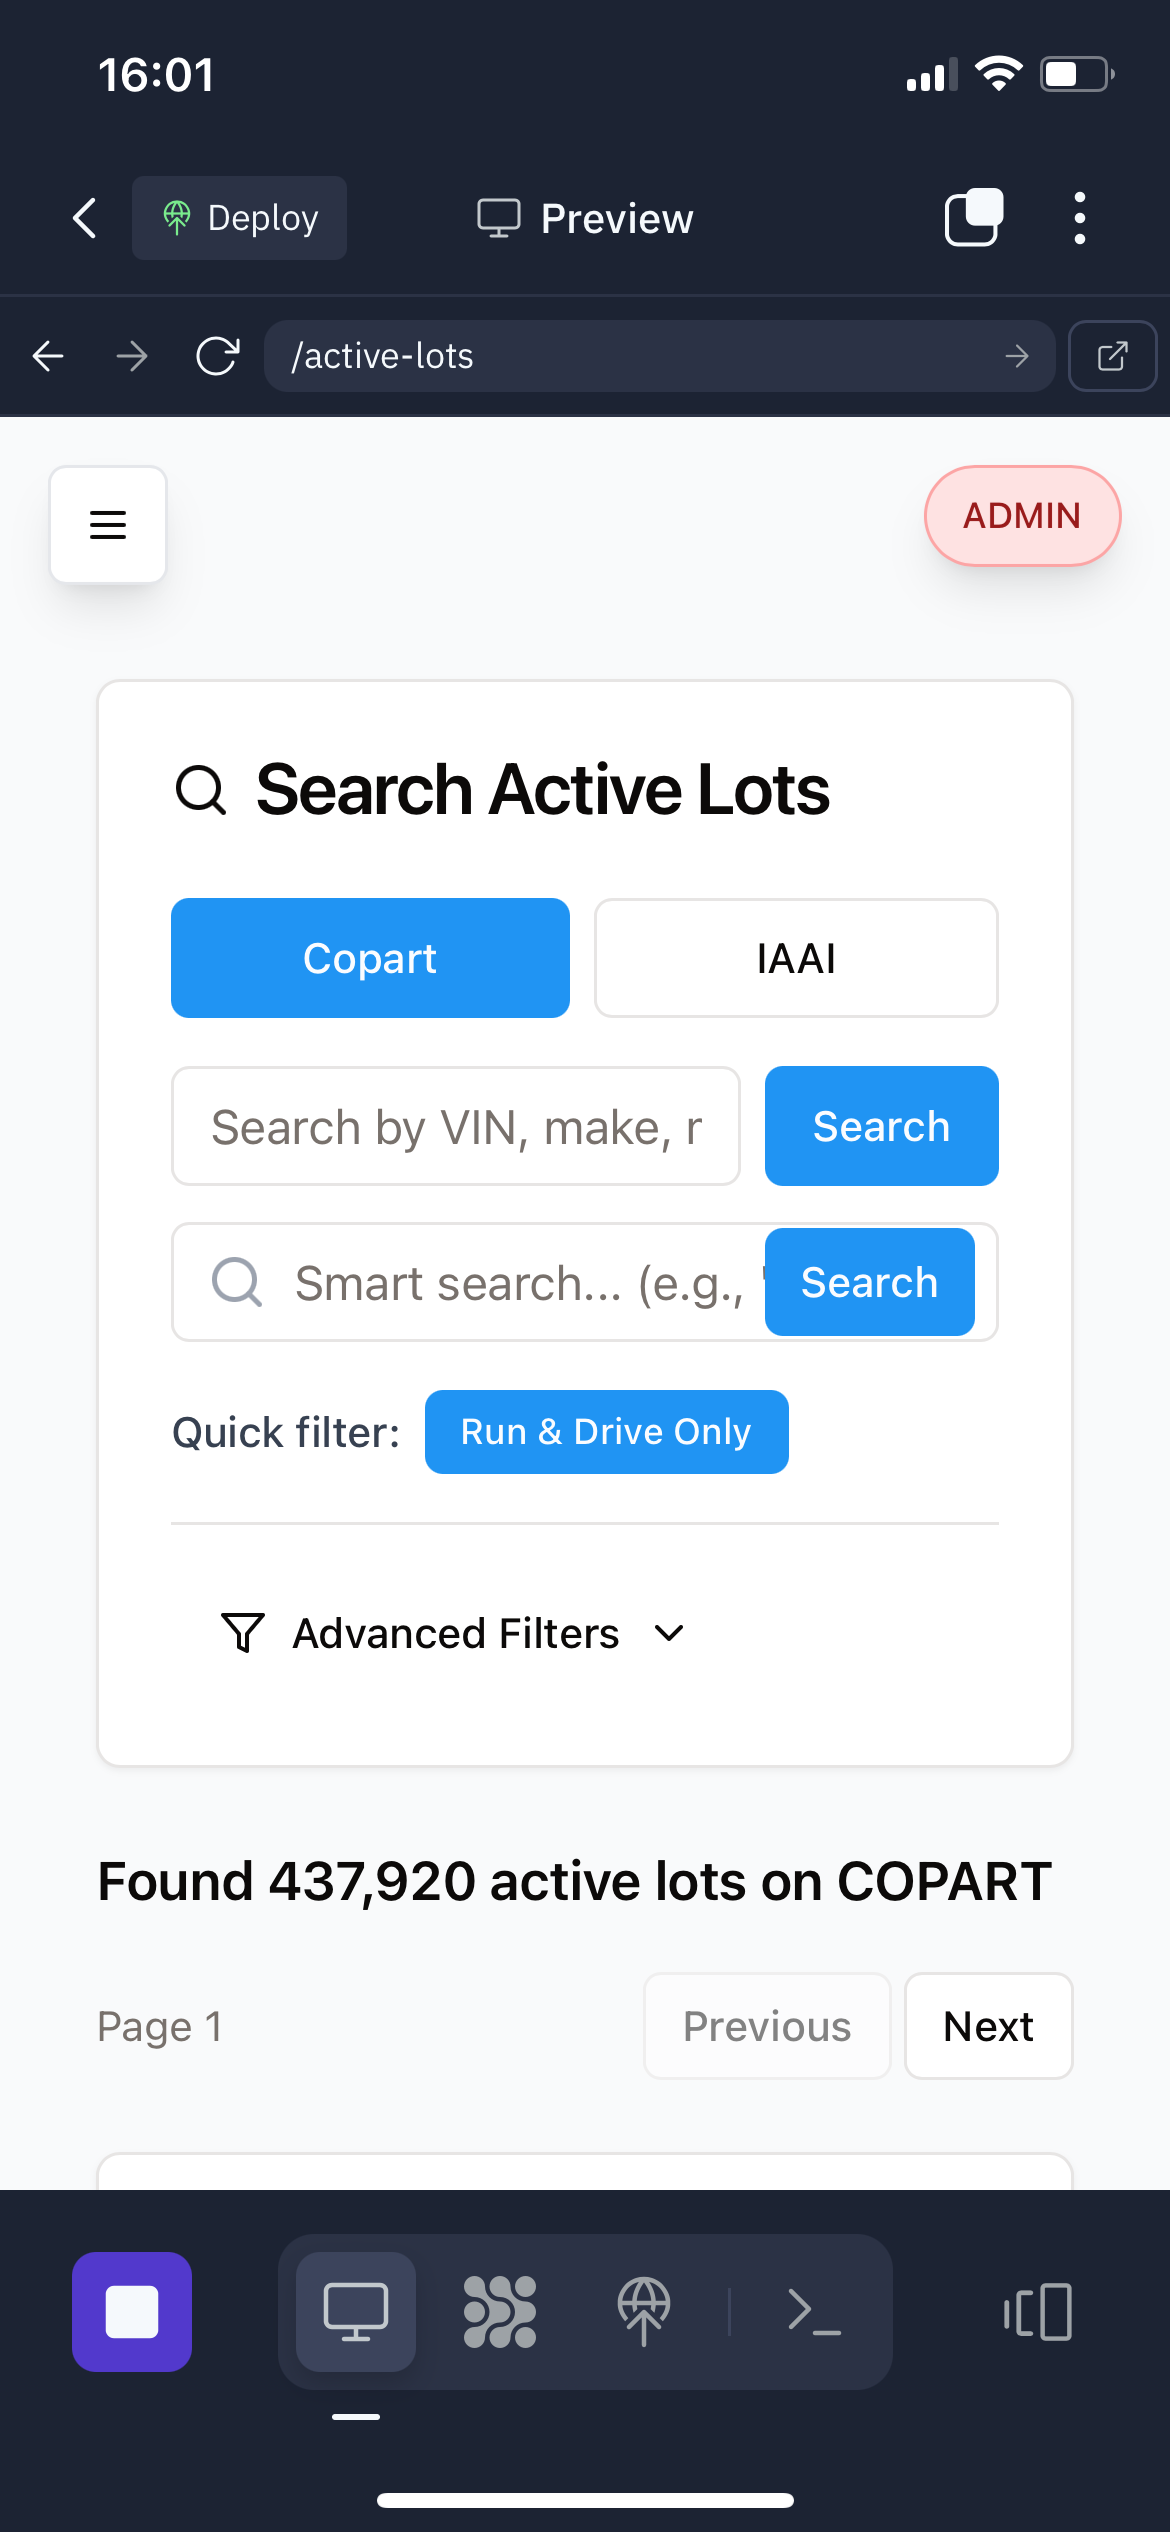 16:01
Deploy
Preview
/active-lots
ADMIN
Search Active Lots
Copart
IAAI
Search by VIN, make, r
Search
Smart search... (e.g., "
Search
Quick filter:
Run & Drive Only
Advanced Filters
Found 437,920 active lots on COPART
Page 1
Previous
Next